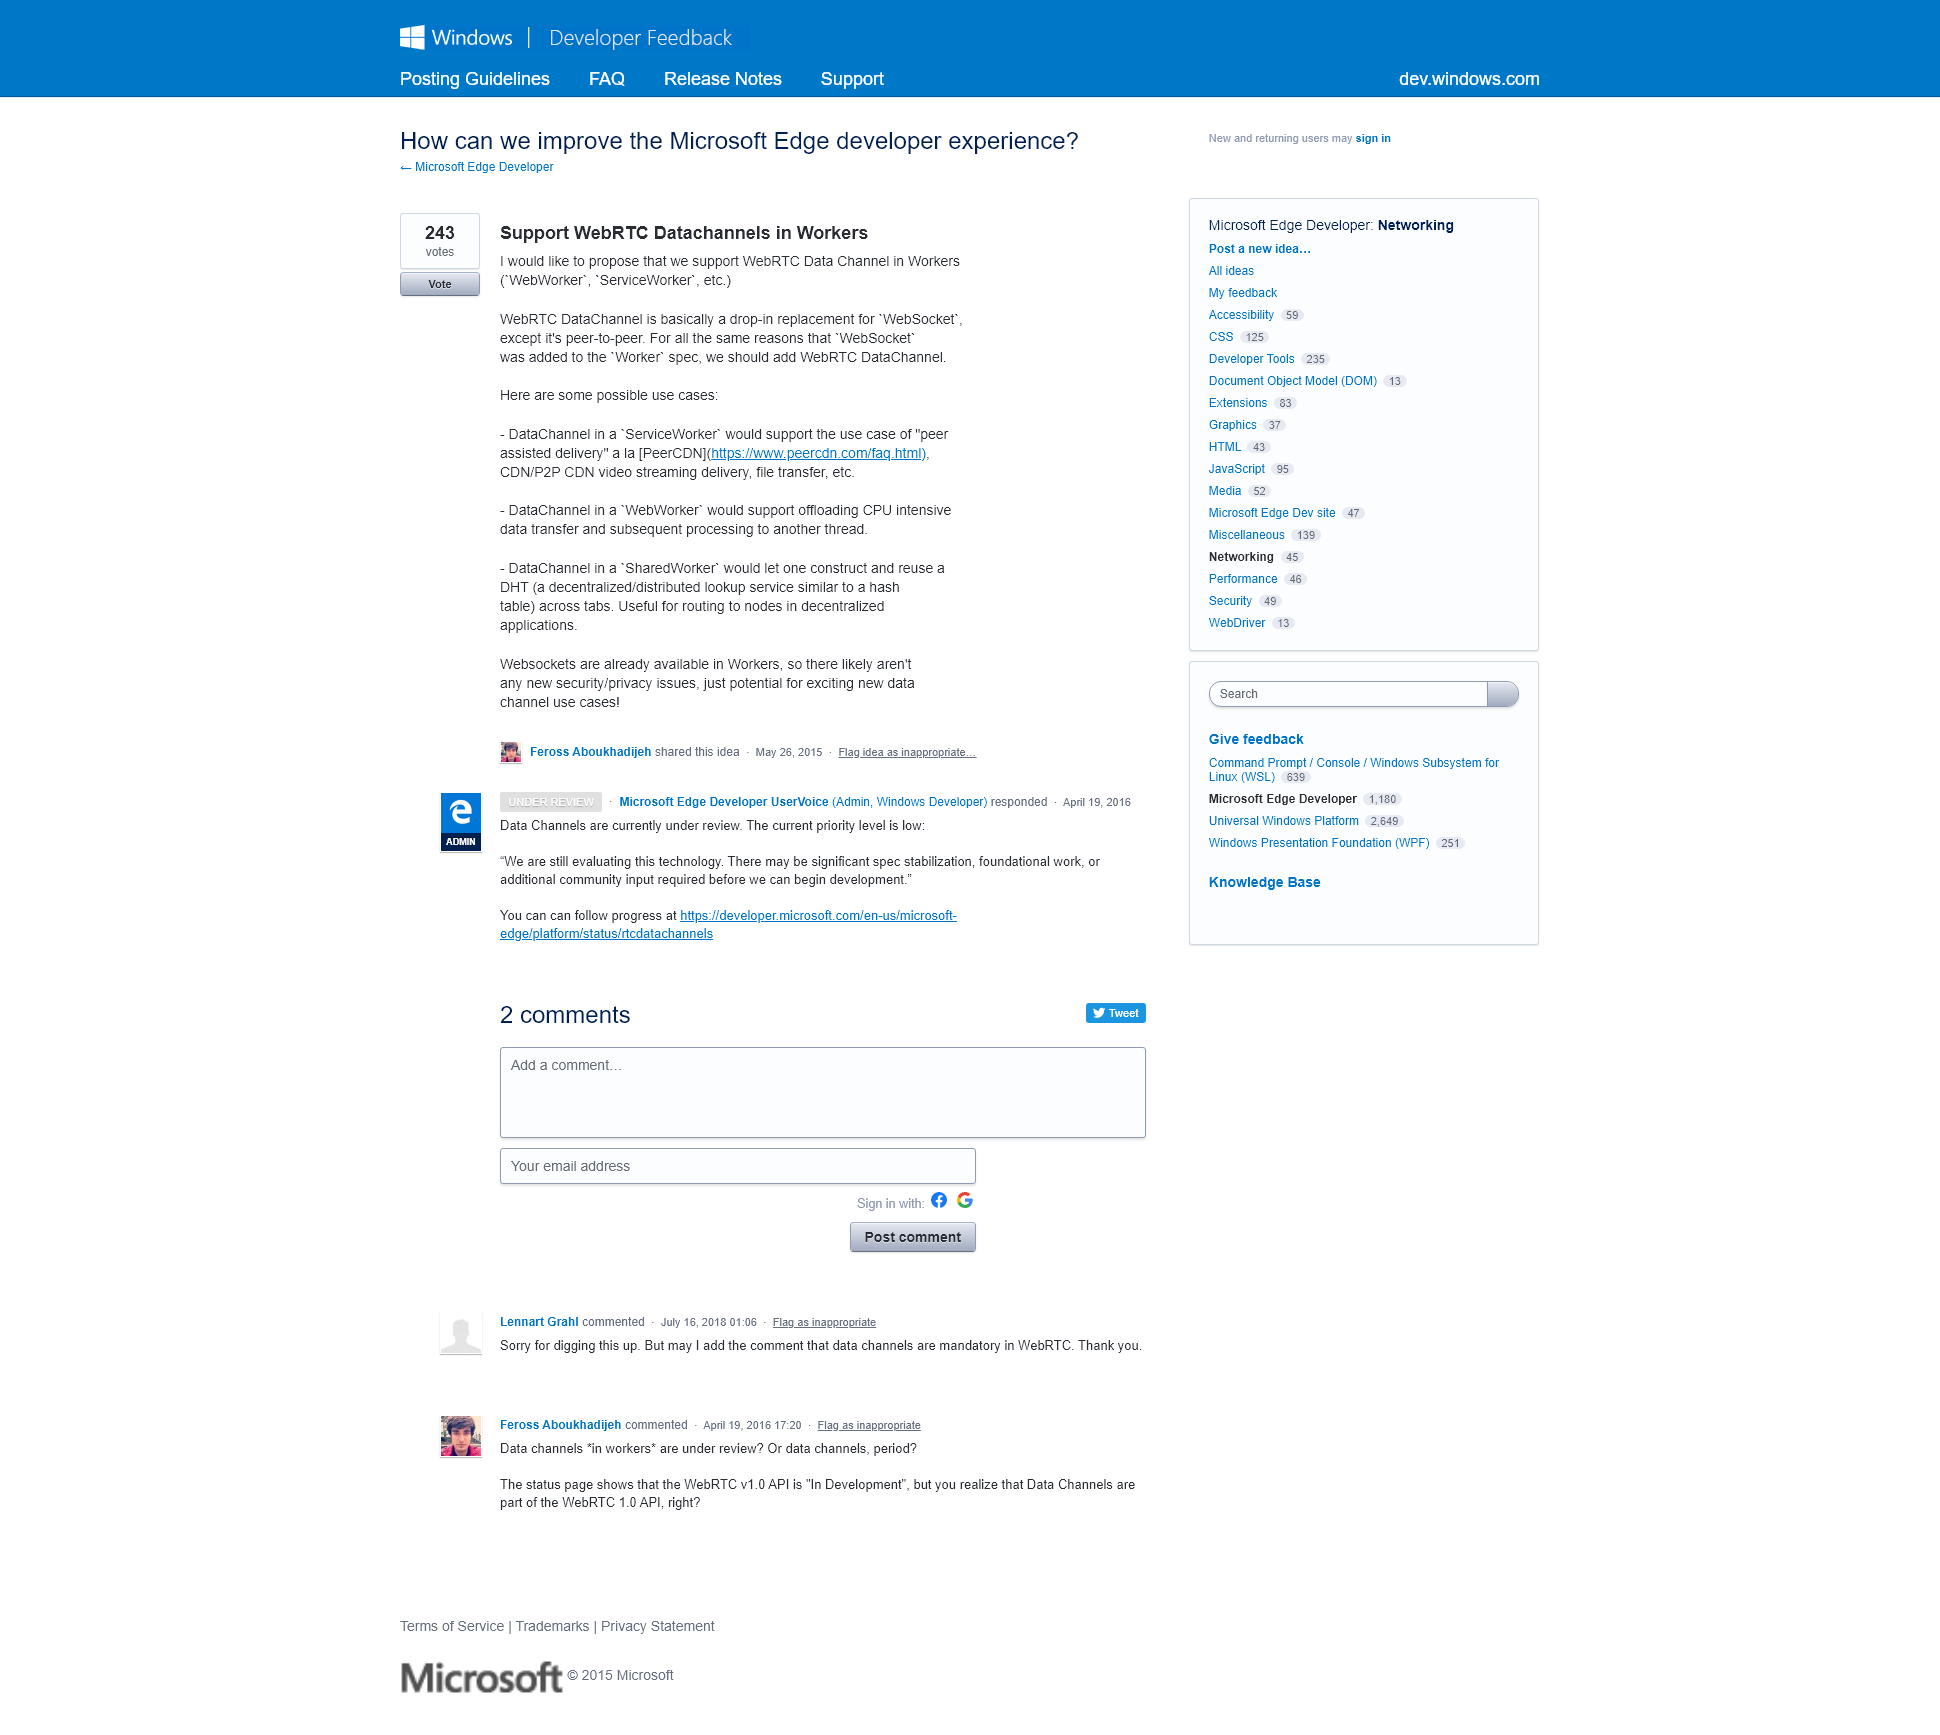 Windows | Developer Feedback
Posting Guidelines FAQ Release Notes Support dev.windows.com
How can we improve the Microsoft Edge developer experience?
← Microsoft Edge Developer
New and returning users may sign in
243
votes
Vote
Support WebRTC Datachannels in Workers
I would like to propose that we support WebRTC Data Channel in Workers
(`WebWorker`, `ServiceWorker`, etc.)
WebRTC DataChannel is basically a drop-in replacement for `WebSocket`,
except it's peer-to-peer. For all the same reasons that `WebSocket`
was added to the `Worker` spec, we should add WebRTC DataChannel.
Here are some possible use cases:
- DataChannel in a `ServiceWorker` would support the use case of "peer
assisted delivery" a la [PeerCDN](https://www.peercdn.com/faq.html),
CDN/P2P CDN video streaming delivery, file transfer, etc.
- DataChannel in a `WebWorker` would support offloading CPU intensive
data transfer and subsequent processing to another thread.
- DataChannel in a `SharedWorker` would let one construct and reuse a
DHT (a decentralized/distributed lookup service similar to a hash
table) across tabs. Useful for routing to nodes in decentralized
applications.
Websockets are already available in Workers, so there likely aren't
any new security/privacy issues, just potential for exciting new data
channel use cases!
Feross Aboukhadijeh shared this idea · May 26, 2015 · Flag idea as inappropriate…
ADMIN
UNDER REVIEW · Microsoft Edge Developer UserVoice (Admin, Windows Developer) responded · April 19, 2016
Data Channels are currently under review. The current priority level is low:
“We are still evaluating this technology. There may be significant spec stabilization, foundational work, or
additional community input required before we can begin development.”
You can can follow progress at https://developer.microsoft.com/en-us/microsoft-
edge/platform/status/rtcdatachannels
2 comments
Tweet
Add a comment…
Your email address
Sign in with:
Post comment
Lennart Grahl commented · July 16, 2018 01:06 · Flag as inappropriate
Sorry for digging this up. But may I add the comment that data channels are mandatory in WebRTC. Thank you.
Feross Aboukhadijeh commented · April 19, 2016 17:20 · Flag as inappropriate
Data channels *in workers* are under review? Or data channels, period?
The status page shows that the WebRTC v1.0 API is "In Development", but you realize that Data Channels are
part of the WebRTC 1.0 API, right?
Microsoft Edge Developer: Networking
Post a new idea…
All ideas
My feedback
Accessibility 59
CSS 125
Developer Tools 235
Document Object Model (DOM) 13
Extensions 83
Graphics 37
HTML 43
JavaScript 95
Media 52
Microsoft Edge Dev site 47
Miscellaneous 139
Networking 45
Performance 46
Security 49
WebDriver 13
Search
Give feedback
Command Prompt / Console / Windows Subsystem for
Linux (WSL) 639
Microsoft Edge Developer 1,180
Universal Windows Platform 2,649
Windows Presentation Foundation (WPF) 251
Knowledge Base
Terms of Service | Trademarks | Privacy Statement
Microsoft © 2015 Microsoft